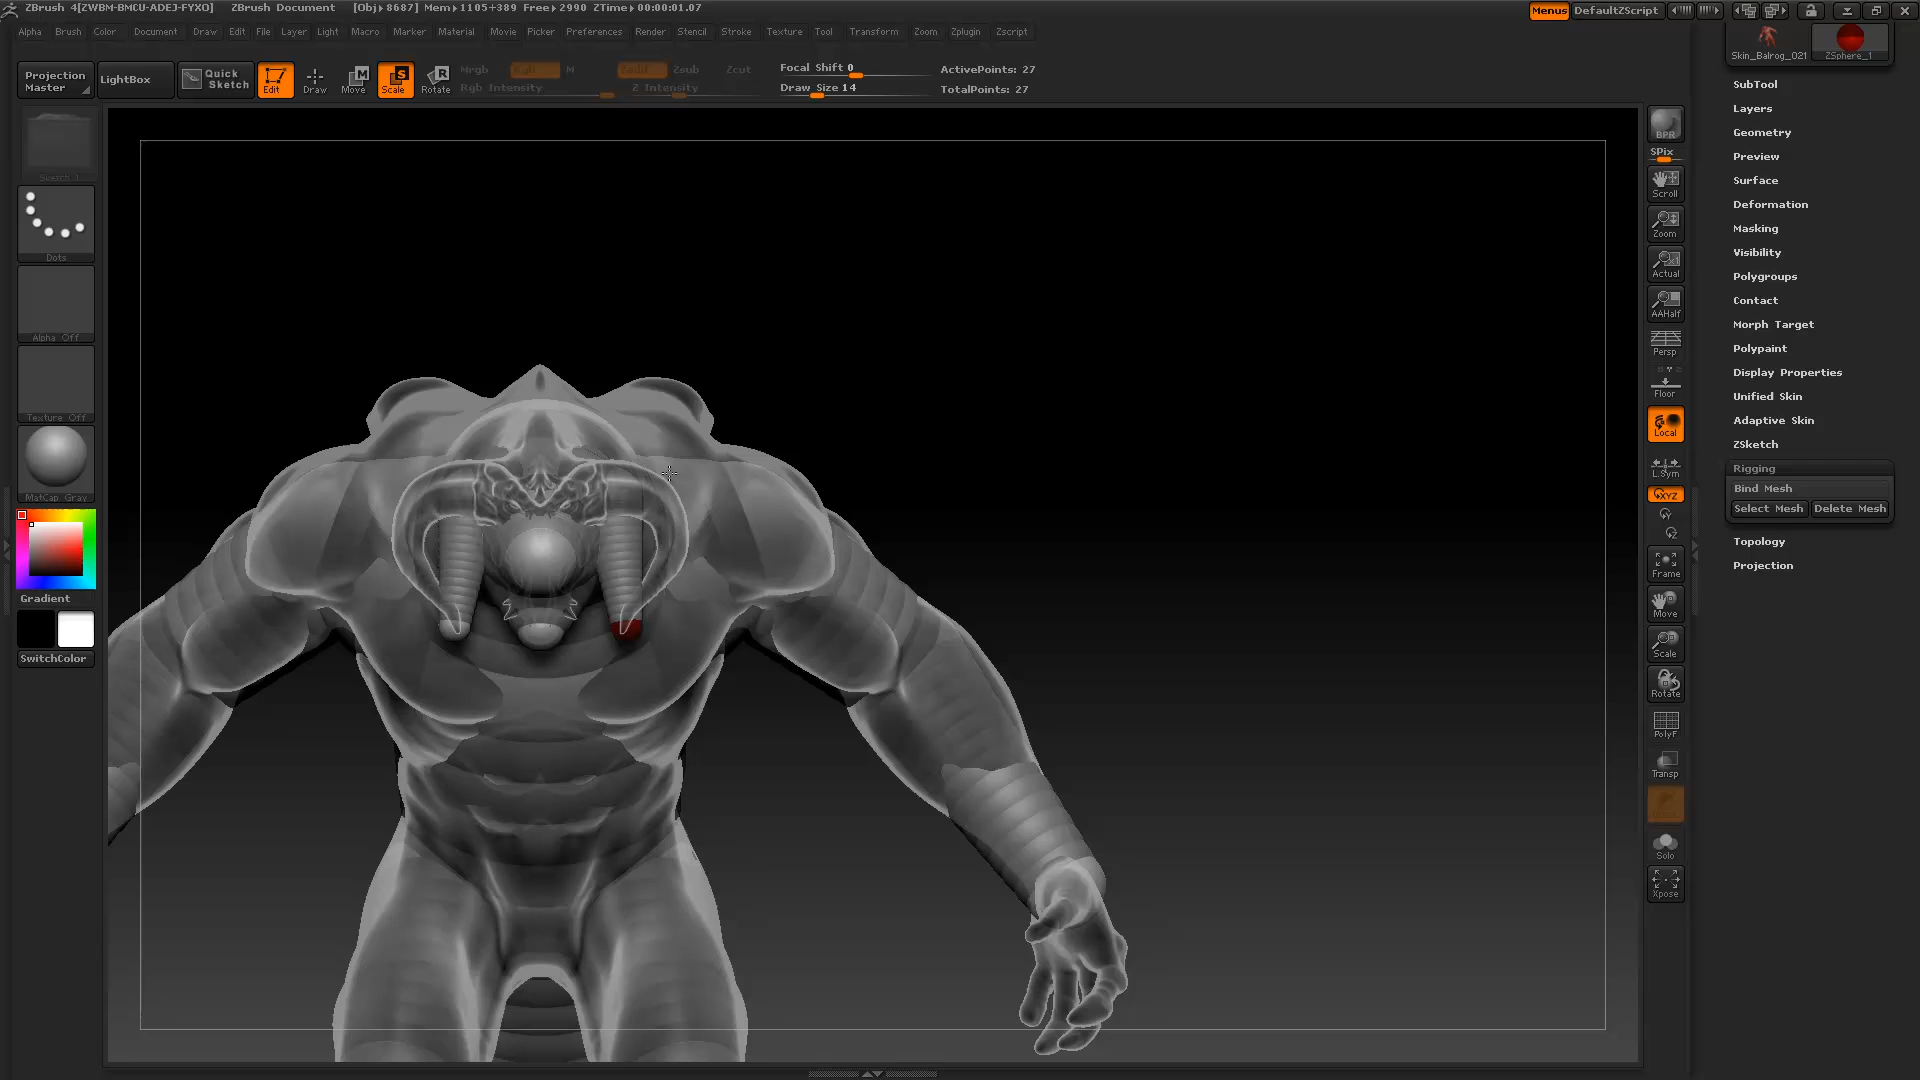 ZBrush 4[ZWBM-BMCU-ADEJ-FYXO] ZBrush Document [Obj▸8687] Mem▸1105+389 Free▸2990 ZTime▸00:00:01.07 Menus DefaultZScript
Alpha Brush Color Document Draw Edit File Layer Light Macro Marker Material Movie Picker Preferences Render Stencil Stroke Texture Tool Transform Zoom Zplugin Zscript
Skin_Balrog_021 ZSphere_1
Projection Master LightBox Quick Sketch Edit Draw Move Scale Rotate
Mrgb Rgb M Zadd Zsub Zcut
Rgb Intensity Z Intensity
Focal Shift 0 ActivePoints: 27
Draw Size 14 TotalPoints: 27
Dots
Alpha Off
Texture Off
MatCap Gray
Gradient
SwitchColor
BPR
SPix
Scroll
Zoom
Actual
AAHalf
Persp
Floor
Local
L.Sym
XYZ
Y
Z
Frame
Move
Scale
Rotate
PolyF
Transp
Solo
Xpose
SubTool
Layers
Geometry
Preview
Surface
Deformation
Masking
Visibility
Polygroups
Contact
Morph Target
Polypaint
Display Properties
Unified Skin
Adaptive Skin
ZSketch
Rigging
Bind Mesh
Select Mesh Delete Mesh
Topology
Projection